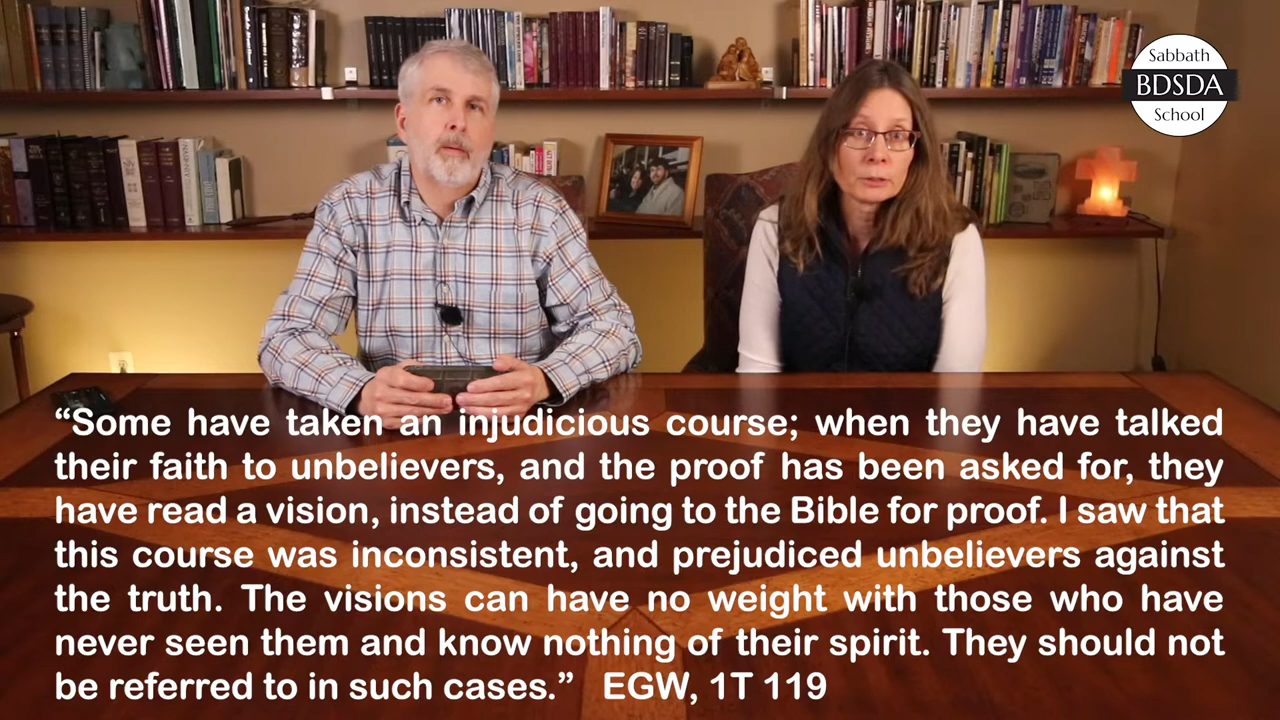 Sabbath
BDSDA
School
“Some have taken an injudicious course; when they have talked
their faith to unbelievers, and the proof has been asked for, they
have read a vision, instead of going to the Bible for proof. I saw that
this course was inconsistent, and prejudiced unbelievers against
the truth. The visions can have no weight with those who have
never seen them and know nothing of their spirit. They should not
be referred to in such cases.” EGW, 1T 119